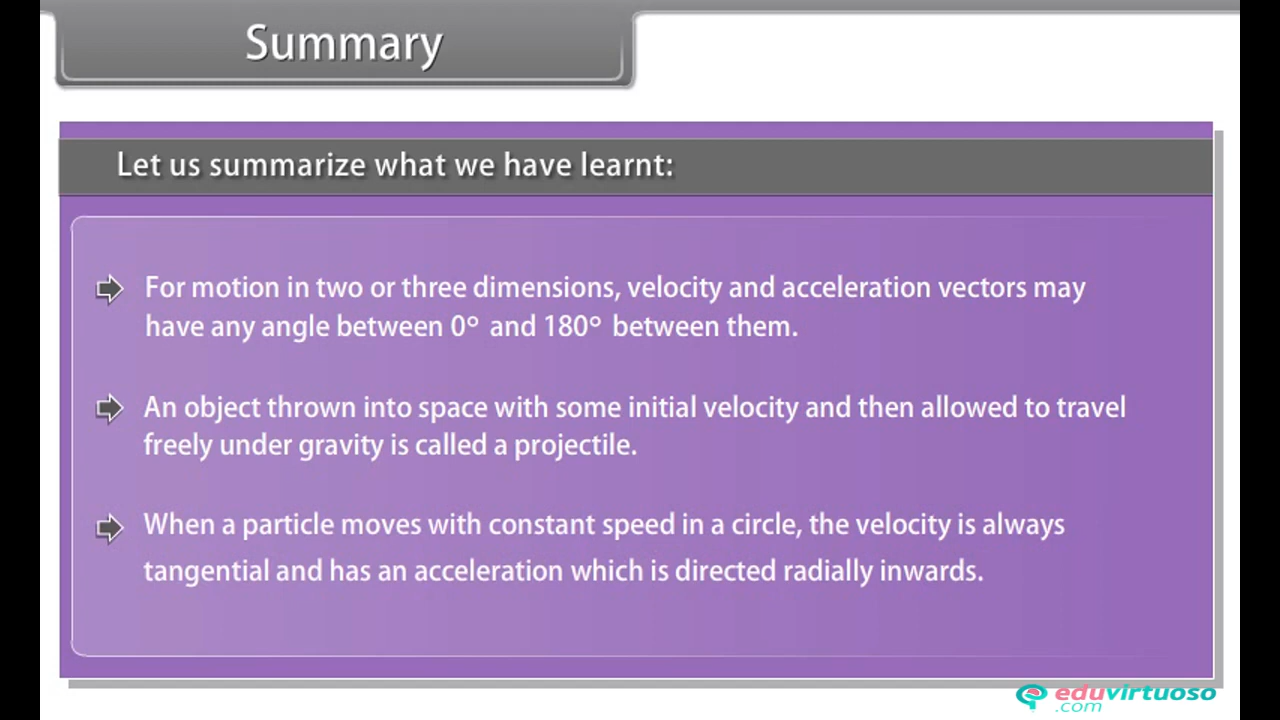 Summary
Let us summarize what we have learnt:
For motion in two or three dimensions, velocity and acceleration vectors may
have any angle between 0° and 180° between them.
An object thrown into space with some initial velocity and then allowed to travel
freely under gravity is called a projectile.
When a particle moves with constant speed in a circle, the velocity is always
tangential and has an acceleration which is directed radially inwards.
eduvirtuoso
.com